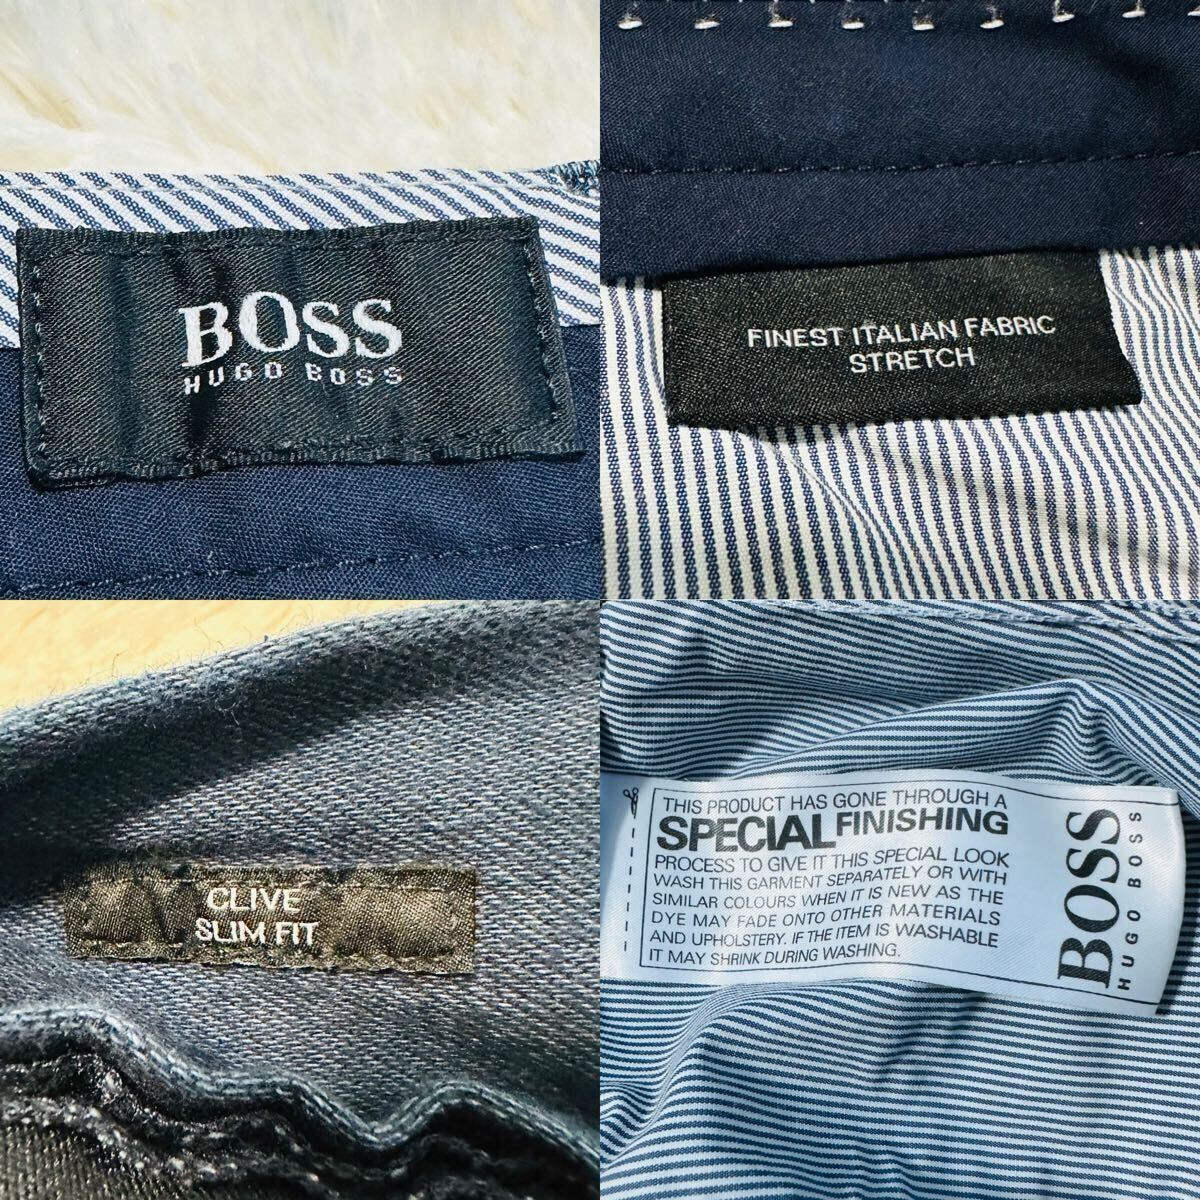 BOSS
HUGO BOSS
FINEST ITALIAN FABRIC
STRETCH
CLIVE
SLIM FIT
THIS PRODUCT HAS GONE THROUGH A
SPECIAL FINISHING
PROCESS TO GIVE IT THIS SPECIAL LOOK
WASH THIS GARMENT SEPARATELY OR WITH
SIMILAR COLOURS WHEN IT IS NEW AS THE
DYE MAY FADE ONTO OTHER MATERIALS
AND UPHOLSTERY. IF THE ITEM IS WASHABLE
IT MAY SHRINK DURING WASHING.
BOSS
HUGO BOSS